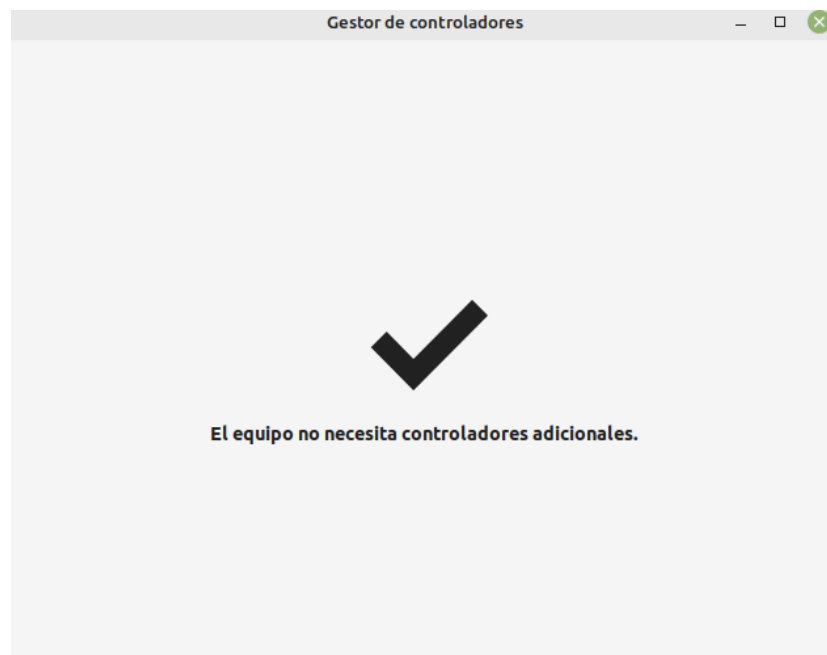 Gestor de controladores
El equipo no necesita controladores adicionales.